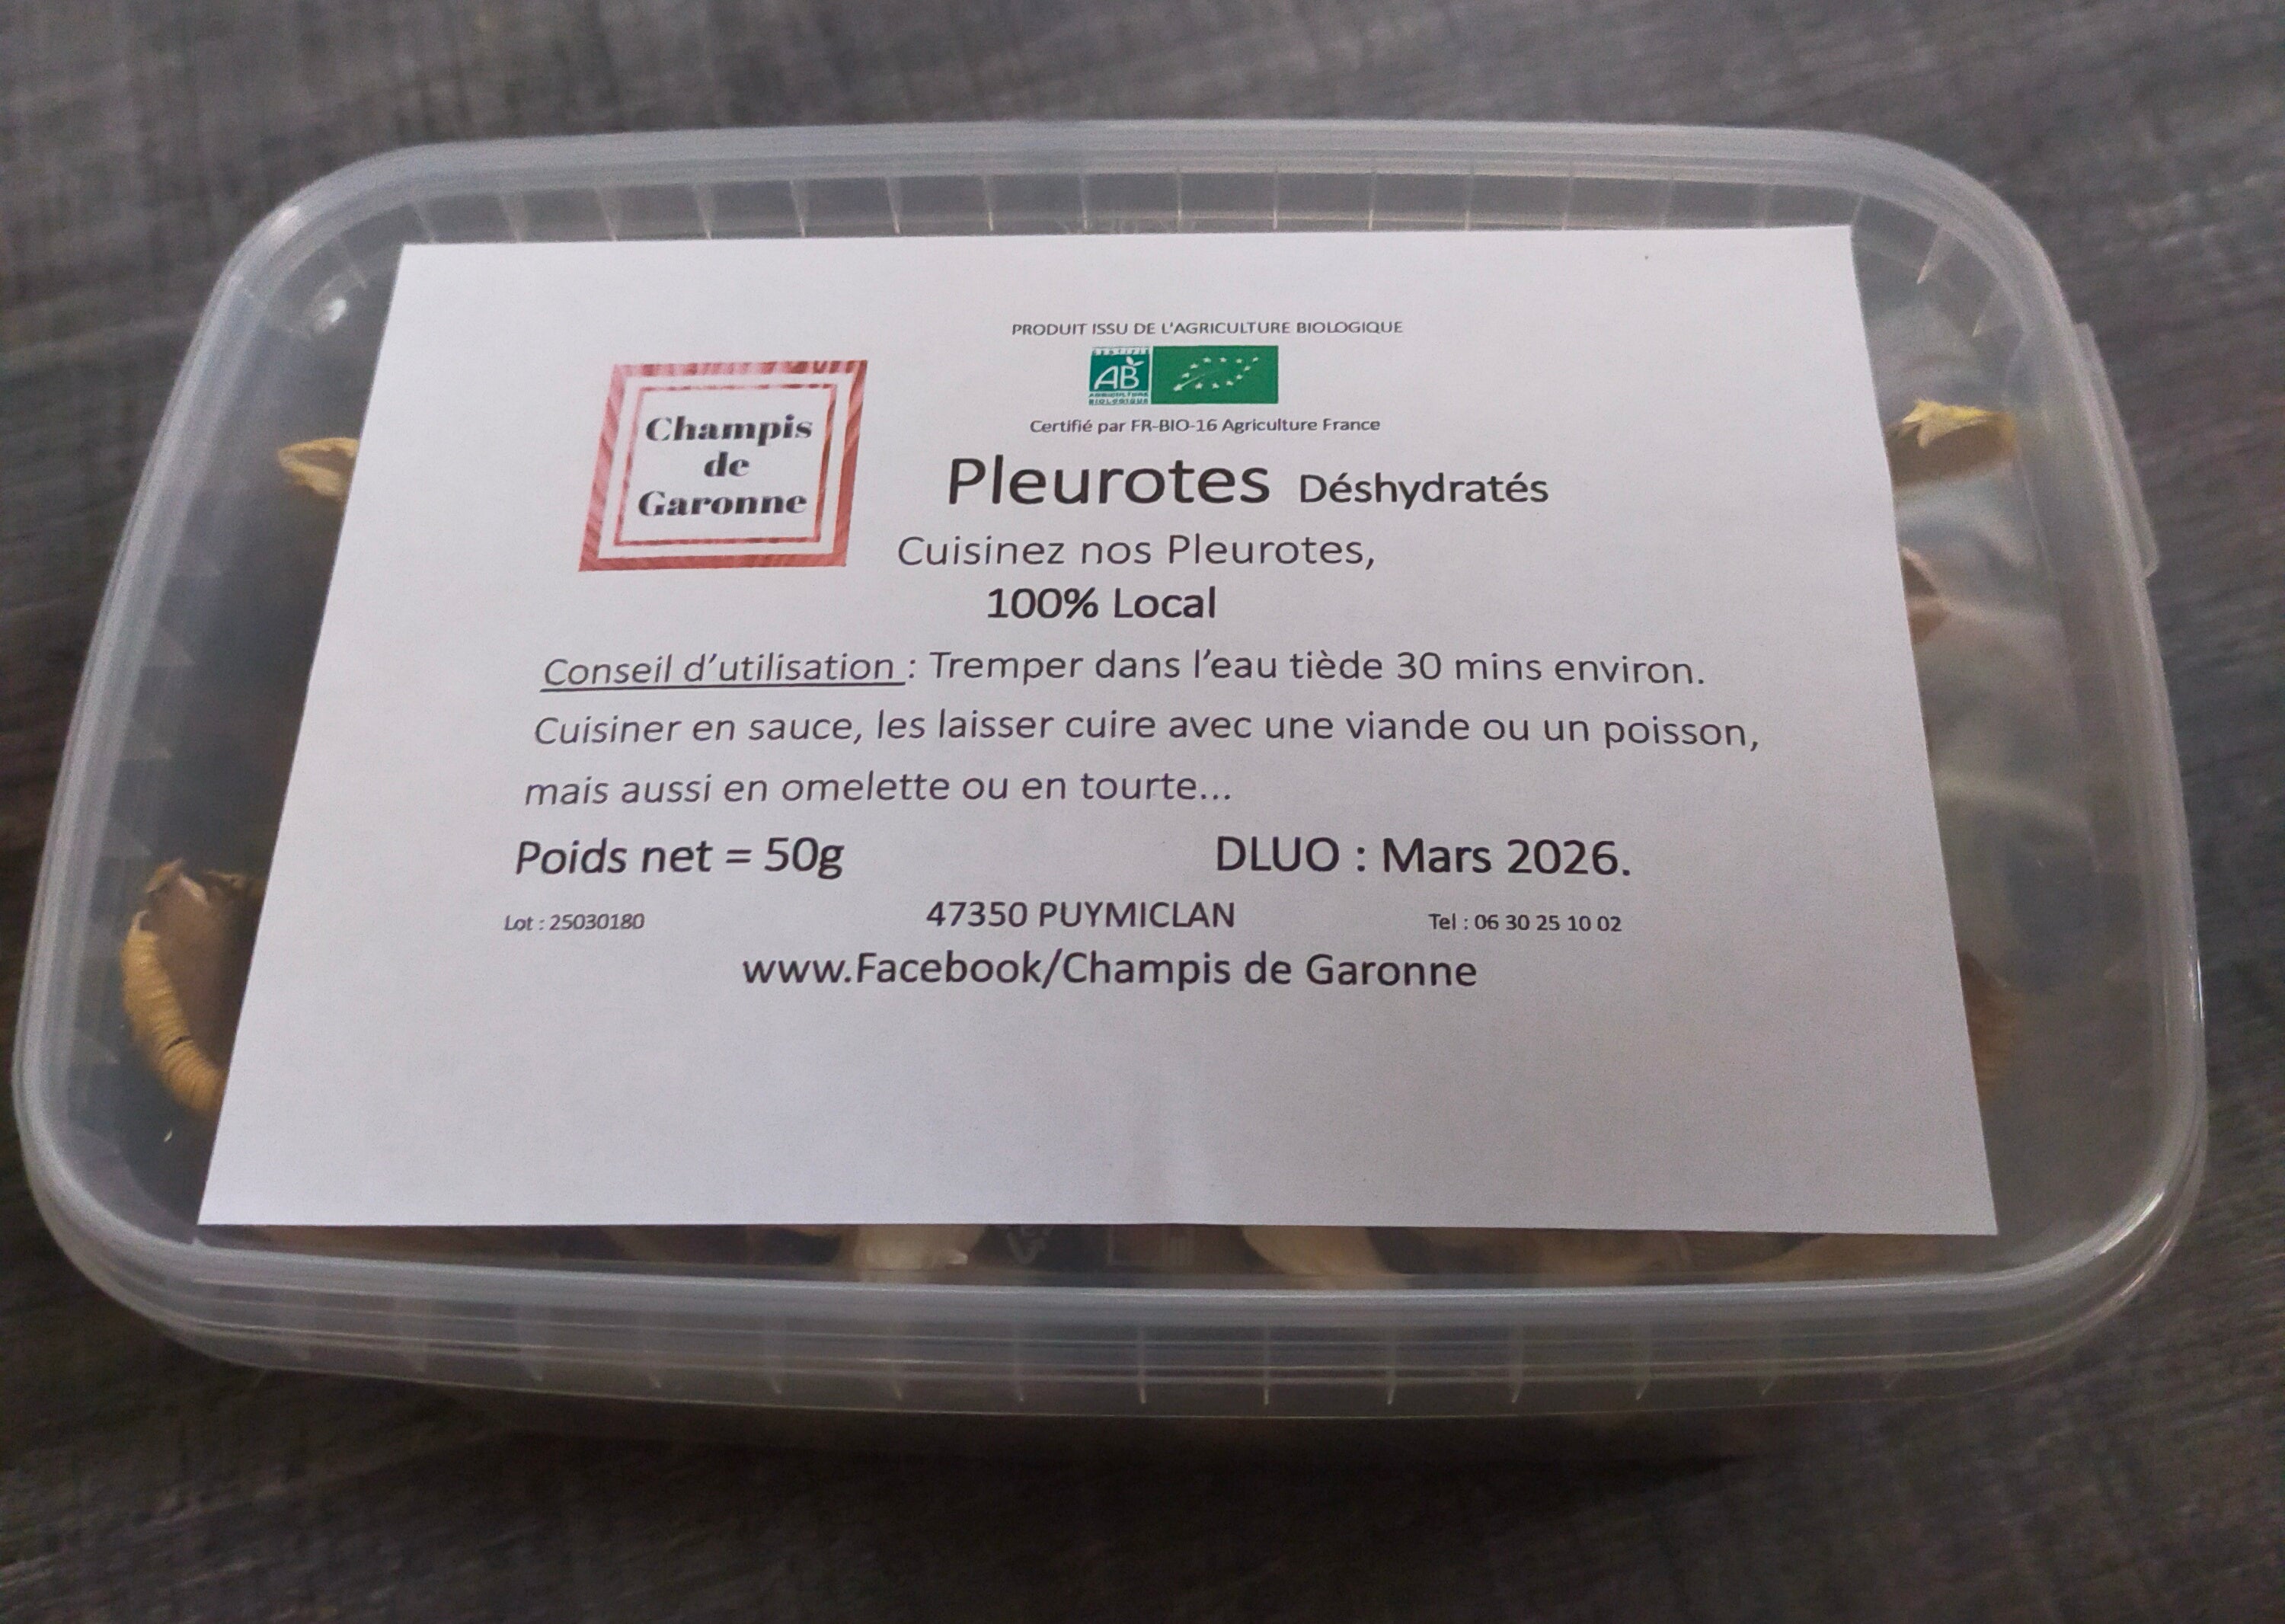 PRODUIT ISSU DE L'AGRICULTURE BIOLOGIQUE
CERTIFIÉ
AB
AGRICULTURE
BIOLOGIQUE
Certifié par FR-BIO-16 Agriculture France
Champis
de
Garonne
Pleurotes Déshydratés
Cuisinez nos Pleurotes,
100% Local
Conseil d’utilisation : Tremper dans l’eau tiède 30 mins environ.
Cuisiner en sauce, les laisser cuire avec une viande ou un poisson,
mais aussi en omelette ou en tourte...
Poids net = 50g DLUO : Mars 2026.
Lot : 25030180 47350 PUYMICLAN Tel : 06 30 25 10 02
www.Facebook/Champis de Garonne